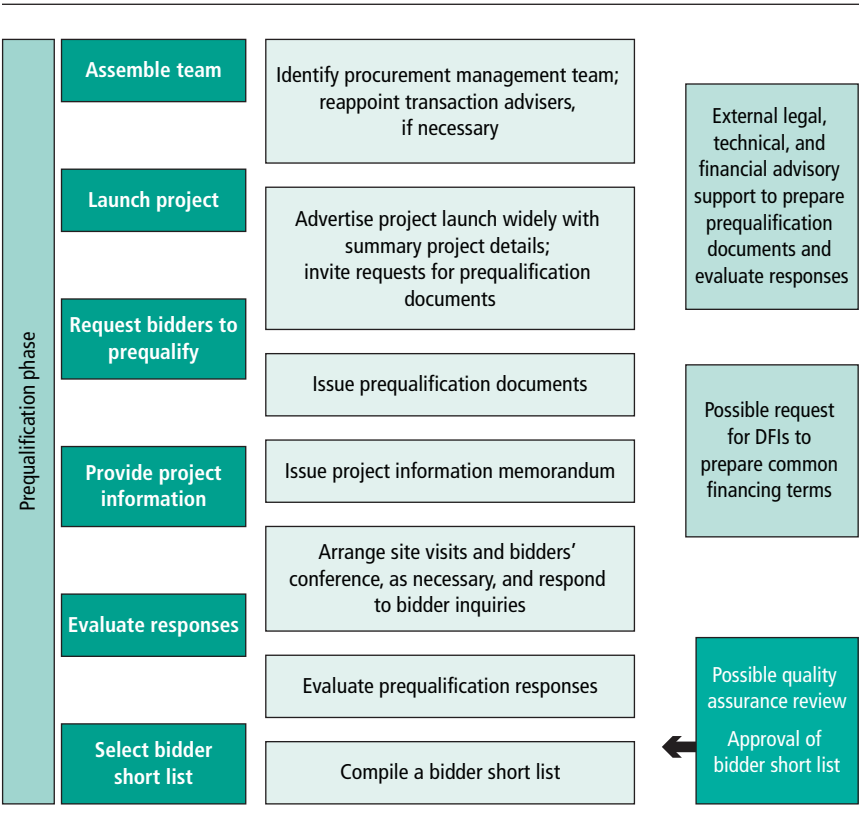 Prequalification phase
Assemble team
Launch project
Request bidders to
prequalify
Provide project
information
Evaluate responses
Select bidder
short list
Identify procurement management team;
reappoint transaction advisers,
if necessary
Advertise project launch widely with
summary project details;
invite requests for prequalification
documents
Issue prequalification documents
Issue project information memorandum
Arrange site visits and bidders’
conference, as necessary, and respond
to bidder inquiries
Evaluate prequalification responses
Compile a bidder short list
External legal,
technical, and
financial advisory
support to prepare
prequalification
documents and
evaluate responses
Possible request
for DFIs to
prepare common
financing terms
Possible quality
assurance review
Approval of
bidder short list